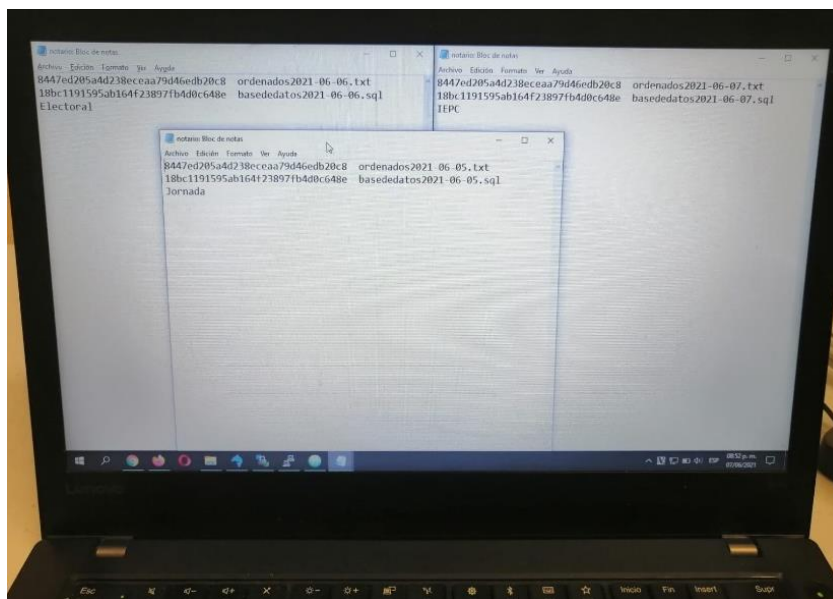 notario: Bloc de notas
Archivo Edición Formato Ver Ayuda
8447ed205a4d238eceaa79d46edb20c8 ordenados2021-06-06.txt
18bc1191595ab164f23897fb4d0c648e basededatos2021-06-06.sql
Electoral
notario: Bloc de notas
Archivo Edición Formato Ver Ayuda
8447ed205a4d238eceaa79d46edb20c8 ordenados2021-06-07.txt
18bc1191595ab164f23897fb4d0c648e basededatos2021-06-07.sql
IEPC
notario: Bloc de notas
Archivo Edición Formato Ver Ayuda
8447ed205a4d238eceaa79d46edb20c8 ordenados2021-06-05.txt
18bc1191595ab164f23897fb4d0c648e basededatos2021-06-05.sql
Jornada
ESP
08:52 p. m.
07/06/2021
Lenovo
Esc Inicio Fin Insert Supr